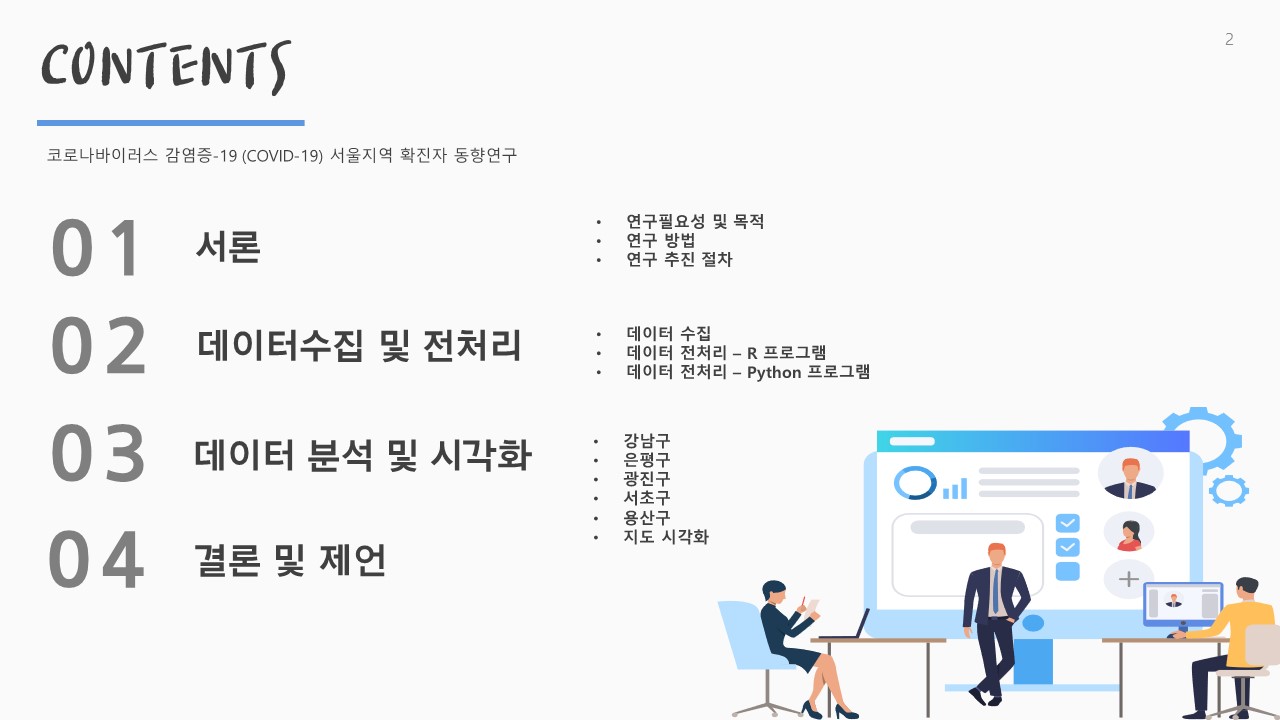 CONTENTS
2
코로나바이러스 감염증-19 (COVID-19) 서울지역 확진자 동향연구
01
서론
• 연구필요성 및 목적
• 연구 방법
• 연구 추진 절차
02
데이터수집 및 전처리
• 데이터 수집
• 데이터 전처리 – R 프로그램
• 데이터 전처리 – Python 프로그램
03
데이터 분석 및 시각화
• 강남구
• 은평구
• 광진구
• 서초구
• 용산구
• 지도 시각화
04
결론 및 제언